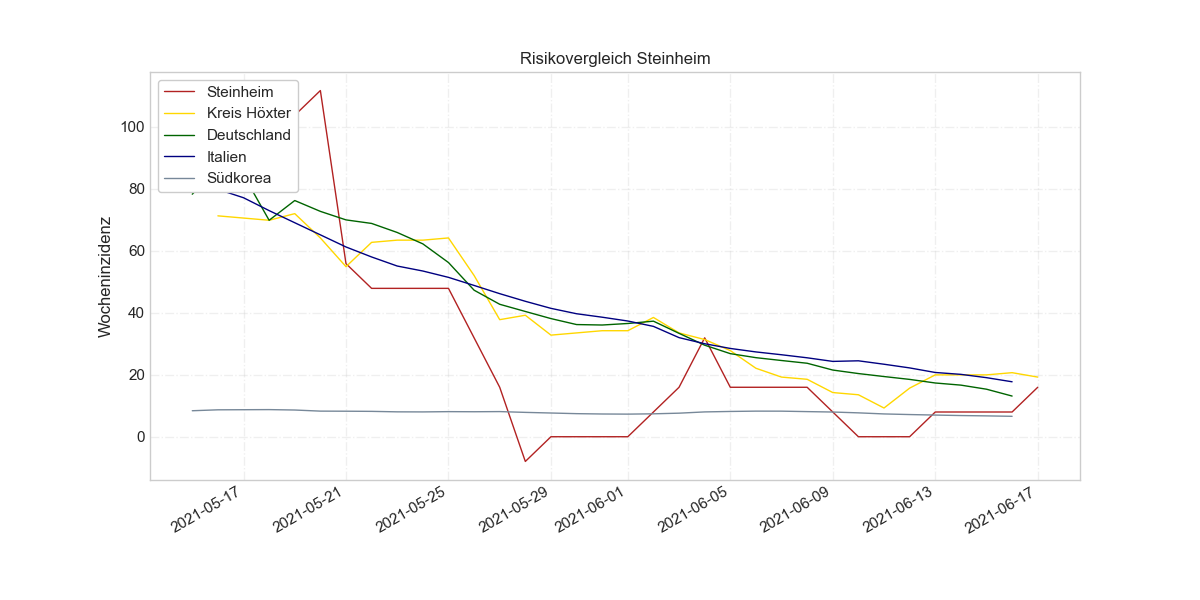 Risikovergleich Steinheim
Steinheim
Kreis Höxter
Deutschland
Italien
Südkorea
Wocheninzidenz
100
80
60
40
20
0
2021-05-17
2021-05-21
2021-05-25
2021-05-29
2021-06-01
2021-06-05
2021-06-09
2021-06-13
2021-06-17